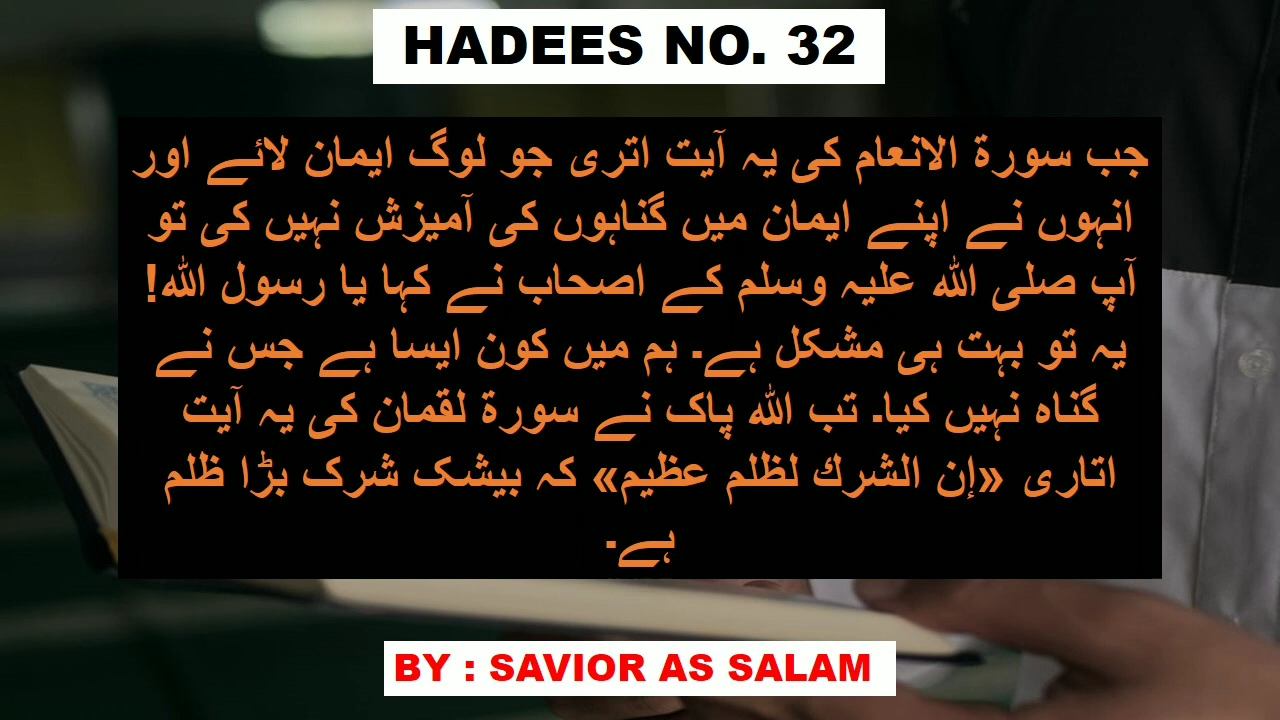 HADEES NO. 32
جب سورة الانعام کی یہ آیت اتری جو لوگ ایمان لائے اور
انہوں نے اپنے ایمان میں گناہوں کی آمیزش نہیں کی تو
آپ صلی اللہ علیہ وسلم کے اصحاب نے کہا یا رسول اللہ!
یہ تو بہت ہی مشکل ہے۔ ہم میں کون ایسا ہے جس نے
گناہ نہیں کیا۔ تب اللہ پاک نے سورة لقمان کی یہ آیت
اتاری «إن الشرك لظلم عظيم» کہ بیشک شرک بڑا ظلم
ہے۔
BY : SAVIOR AS SALAM